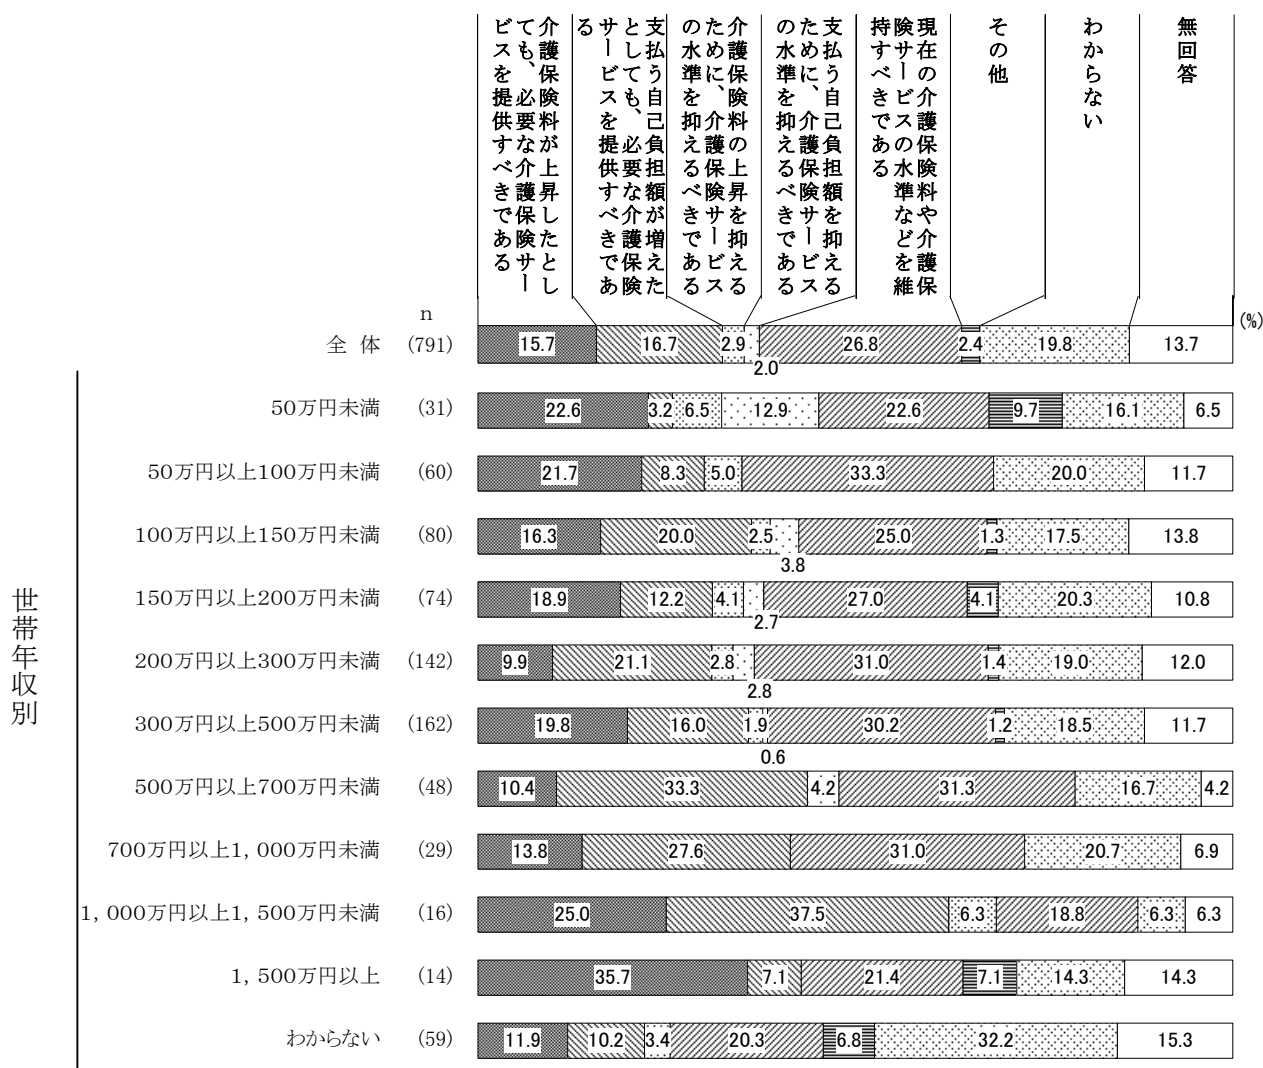 介護保険料が上昇したとし
ても、必要な介護保険サー
ビスを提供すべきである
支払う自己負担額が増えた
としても、必要な介護保険
サービスを提供すべきであ
る
介護保険料の上昇を抑える
ために、介護保険サービス
の水準を抑えるべきである
支払う自己負担額を抑える
ために、介護保険サービス
の水準を抑えるべきである
現在の介護保険料や介護保
険サービスの水準などを維
持すべきである
その他
わからない
無回答
n
(%)
全 体 (791) 15.7 16.7 2.9 26.8 2.4 19.8 13.7
2.0
世帯年収別
50万円未満 (31) 22.6 3.2 6.5 12.9 22.6 9.7 16.1 6.5
50万円以上100万円未満 (60) 21.7 8.3 5.0 33.3 20.0 11.7
100万円以上150万円未満 (80) 16.3 20.0 2.5 25.0 1.3 17.5 13.8
3.8
150万円以上200万円未満 (74) 18.9 12.2 4.1 27.0 4.1 20.3 10.8
2.7
200万円以上300万円未満 (142) 9.9 21.1 2.8 31.0 1.4 19.0 12.0
2.8
300万円以上500万円未満 (162) 19.8 16.0 1.9 30.2 1.2 18.5 11.7
0.6
500万円以上700万円未満 (48) 10.4 33.3 4.2 31.3 16.7 4.2
700万円以上1,000万円未満 (29) 13.8 27.6 31.0 20.7 6.9
1,000万円以上1,500万円未満 (16) 25.0 37.5 6.3 18.8 6.3 6.3
1,500万円以上 (14) 35.7 7.1 21.4 7.1 14.3 14.3
わからない (59) 11.9 10.2 3.4 20.3 6.8 32.2 15.3